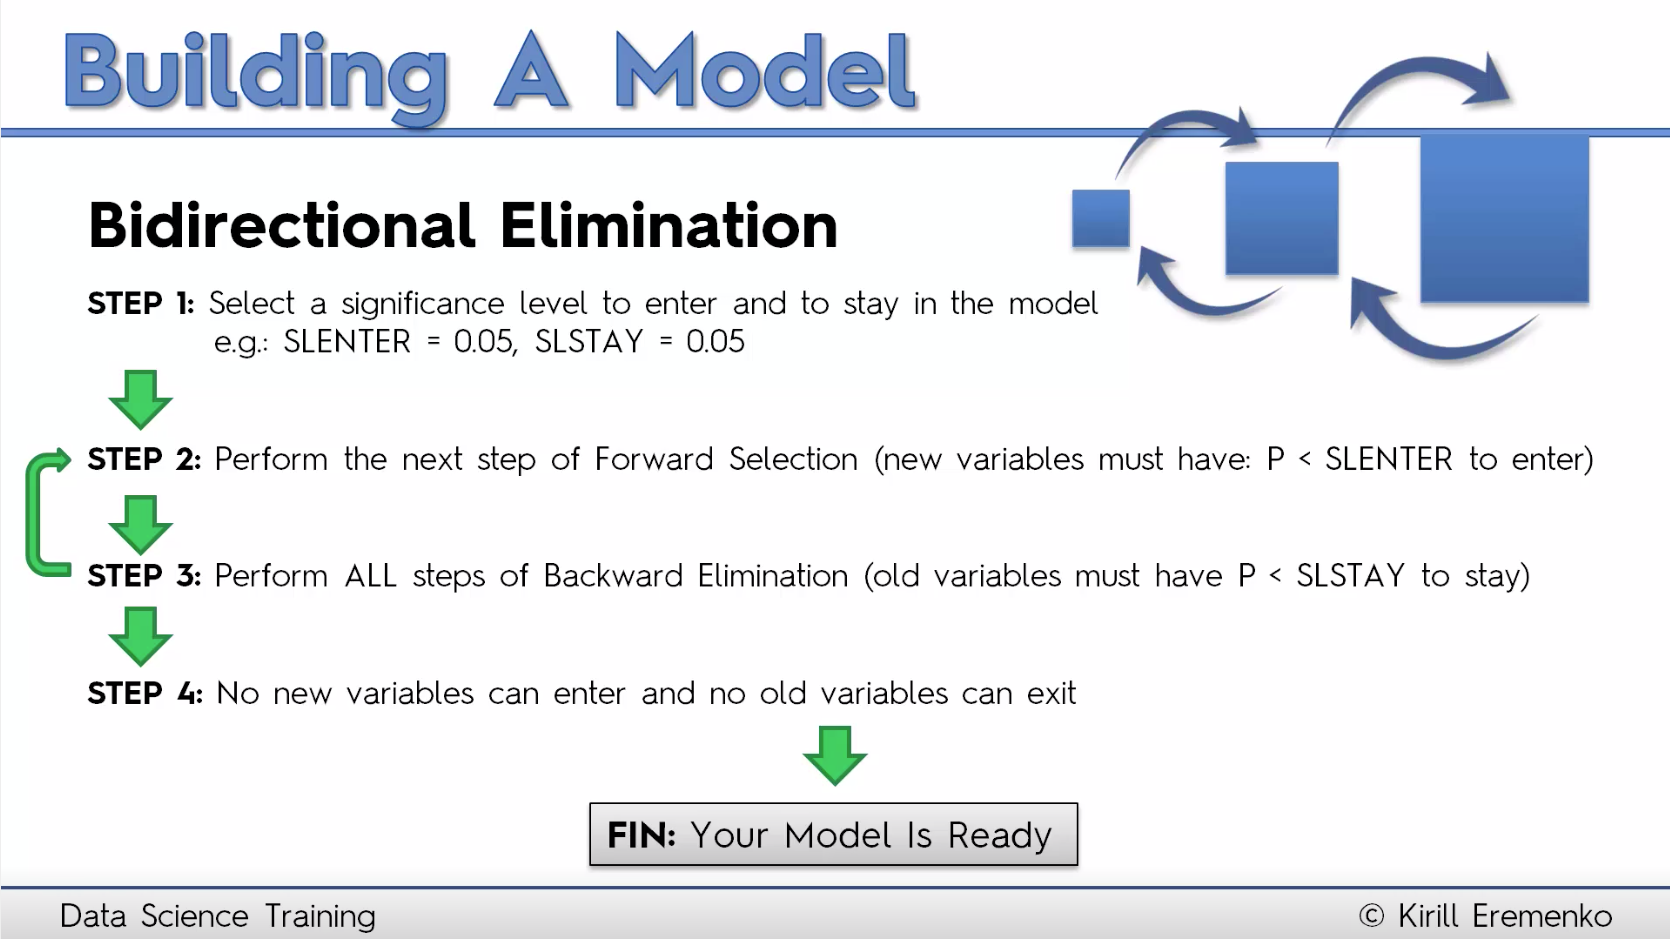 Building A Model
Bidirectional Elimination
STEP 1: Select a significance level to enter and to stay in the model
e.g.: SLENTER = 0.05, SLSTAY = 0.05
STEP 2: Perform the next step of Forward Selection (new variables must have: P < SLENTER to enter)
STEP 3: Perform ALL steps of Backward Elimination (old variables must have P < SLSTAY to stay)
STEP 4: No new variables can enter and no old variables can exit
FIN: Your Model Is Ready
Data Science Training
© Kirill Eremenko